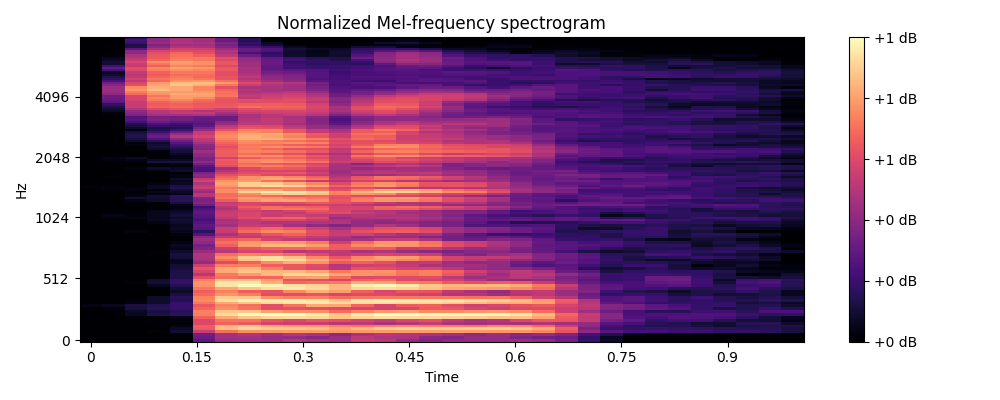 Normalized Mel-frequency spectrogram
Hz
4096
2048
1024
512
0
0
0.15
0.3
0.45
0.6
0.75
0.9
Time
+1 dB
+1 dB
+1 dB
+0 dB
+0 dB
+0 dB